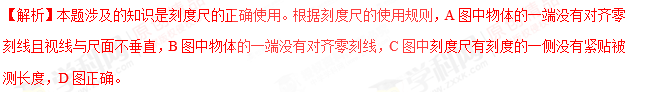 【解析】本题涉及的知识是刻度尺的正确使用。根据刻度尺的使用规则，A 图中物体的一端没有对齐零
刻线且视线与尺面不垂直，B 图中物体的一端没有对齐零刻线，C 图中刻度尺有刻度的一侧没有紧贴被
测长度，D 图正确。